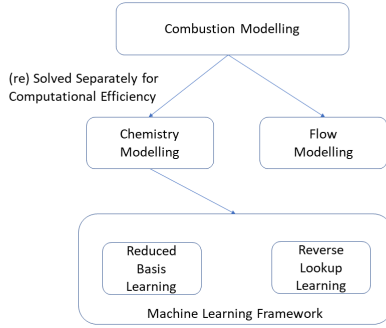 Combustion Modelling
(re) Solved Separately for
Computational Efficiency
Chemistry
Modelling
Flow
Modelling
Reduced
Basis
Learning
Reverse
Lookup
Learning
Machine Learning Framework